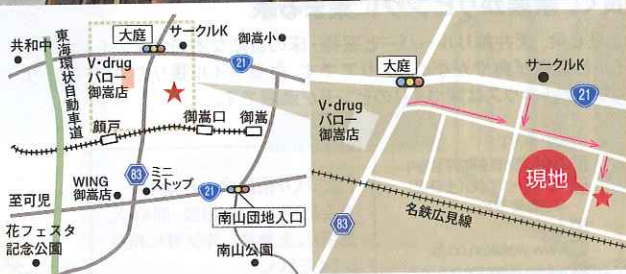 大庭
サークルK
御嵩小
共和中
21
東海環状自動車道
V・drug
バロー
御嵩店
顔戸
御嵩口
御嵩
83
ミニ
ストップ
WING
御嵩店
21
至可児
南山団地入口
花フェスタ
記念公園
南山公園
大庭
サークルK
V・drug
バロー
御嵩店
21
現地
名鉄広見線
83